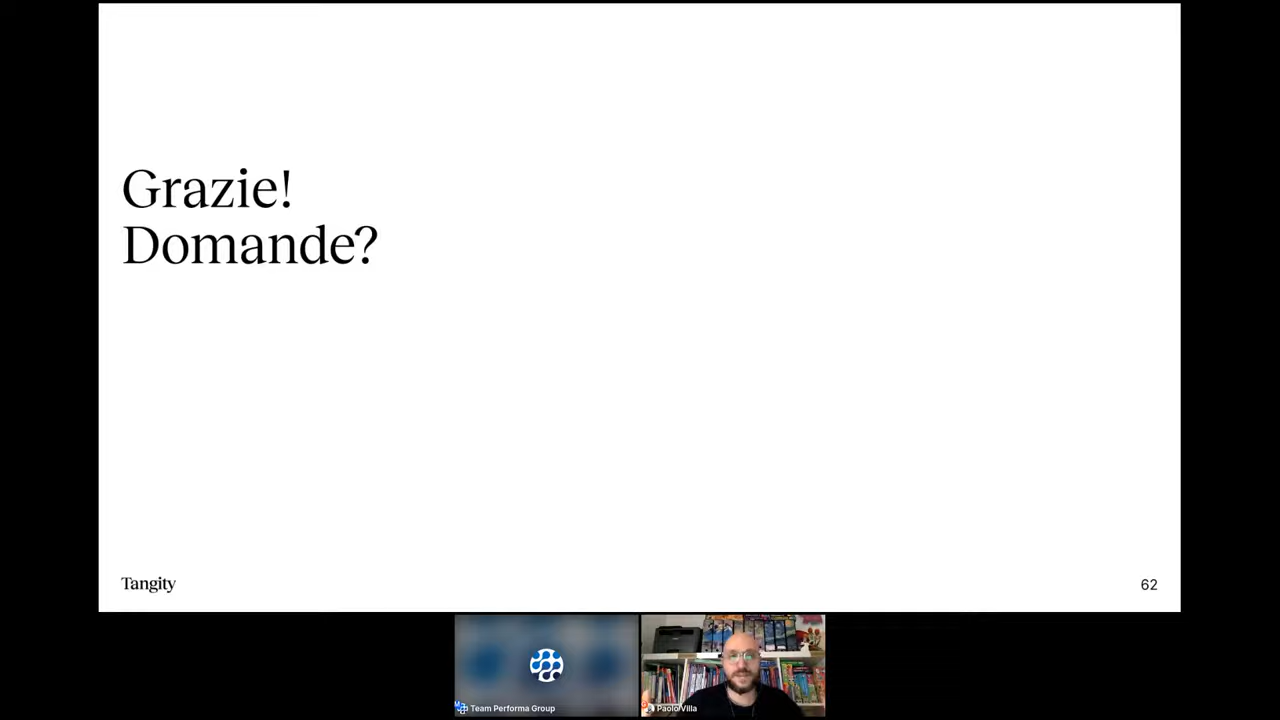 Grazie!
Domande?
Tangity
62
Team Performa Group
Paolo Villa